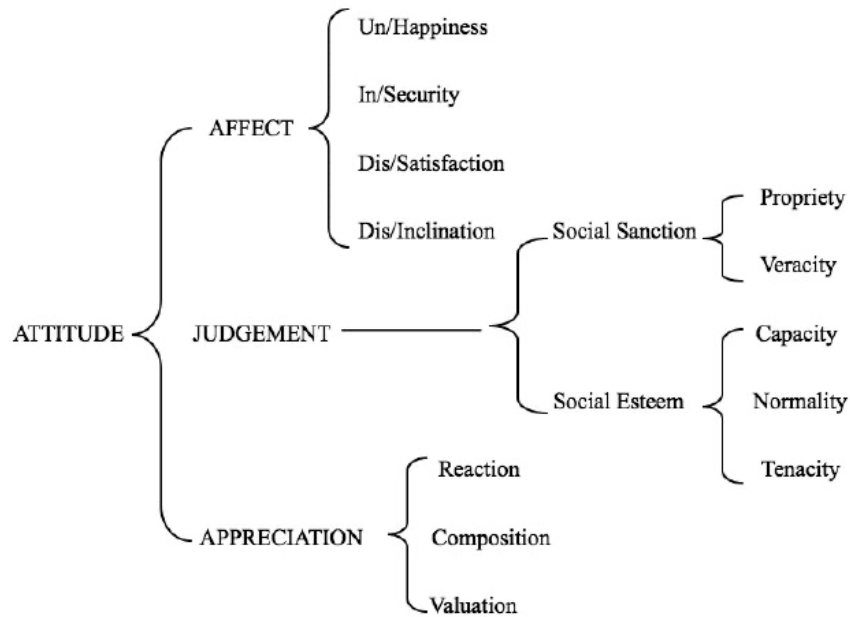 Un/Happiness
In/Security
AFFECT
Dis/Satisfaction
Dis/Inclination
ATTITUDE
JUDGEMENT
Social Sanction
Propriety
Veracity
Social Esteem
Capacity
Normality
Tenacity
APPRECIATION
Reaction
Composition
Valuation